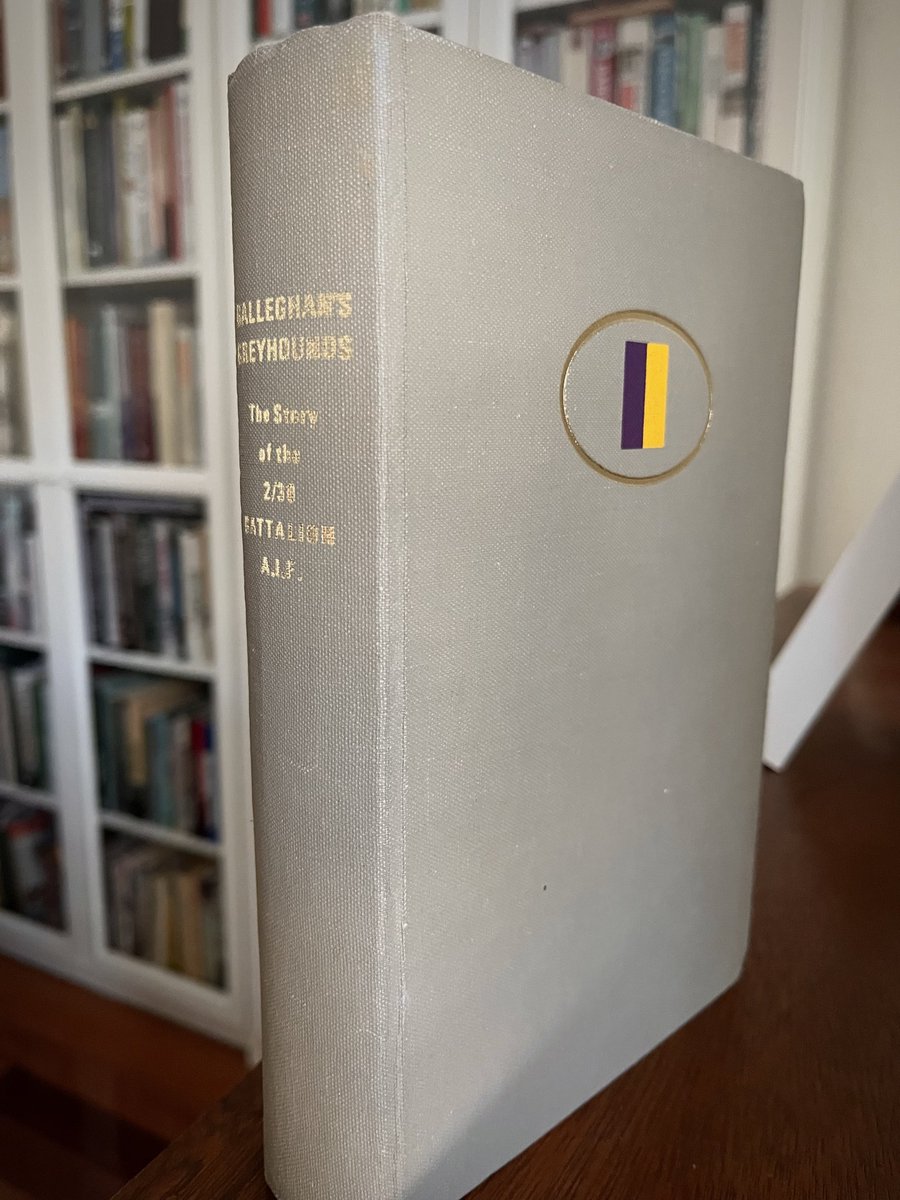 GALLEGHAN'S
GREYHOUNDS
The Story
of the
2/30
BATTALION
A.I.F.